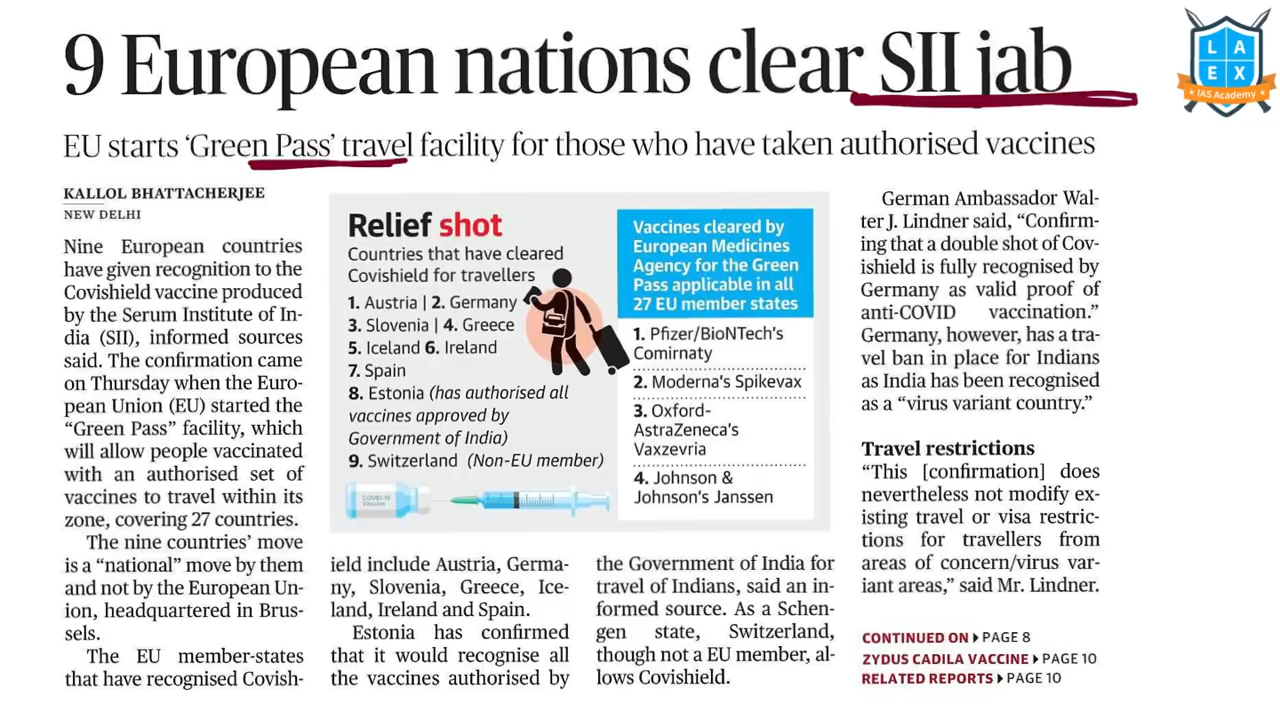 9 European nations clear SII jab
L A
E X
IAS Academy
EU starts ‘Green Pass’ travel facility for those who have taken authorised vaccines
KALLOL BHATTACHERJEE
NEW DELHI
Nine European countries
have given recognition to the
Covishield vaccine produced
by the Serum Institute of In-
dia (SII), informed sources
said. The confirmation came
on Thursday when the Euro-
pean Union (EU) started the
“Green Pass” facility, which
will allow people vaccinated
with an authorised set of
vaccines to travel within its
zone, covering 27 countries.
The nine countries’ move
is a “national” move by them
and not by the European Un-
ion, headquartered in Brus-
sels.
The EU member-states
that have recognised Covish-
Relief shot
Countries that have cleared
Covishield for travellers
1. Austria | 2. Germany
3. Slovenia | 4. Greece
5. Iceland 6. Ireland
7. Spain
8. Estonia (has authorised all
vaccines approved by
Government of India)
9. Switzerland (Non-EU member)
COVID-19
Vaccine
Vaccines cleared by
European Medicines
Agency for the Green
Pass applicable in all
27 EU member states
1. Pfizer/BioNTech’s
Comirnaty
2. Moderna’s Spikevax
3. Oxford-
AstraZeneca’s
Vaxzevria
4. Johnson &
Johnson’s Janssen
ield include Austria, Germa-
ny, Slovenia, Greece, Ice-
land, Ireland and Spain.
Estonia has confirmed
that it would recognise all
the vaccines authorised by
the Government of India for
travel of Indians, said an in-
formed source. As a Schen-
gen state, Switzerland,
though not a EU member, al-
lows Covishield.
German Ambassador Wal-
ter J. Lindner said, “Confirm-
ing that a double shot of Cov-
ishield is fully recognised by
Germany as valid proof of
anti-COVID vaccination.”
Germany, however, has a tra-
vel ban in place for Indians
as India has been recognised
as a “virus variant country.”
Travel restrictions
“This [confirmation] does
nevertheless not modify ex-
isting travel or visa restric-
tions for travellers from
areas of concern/virus var-
iant areas,” said Mr. Lindner.
CONTINUED ON PAGE 8
ZYDUS CADILA VACCINE PAGE 10
RELATED REPORTS PAGE 10